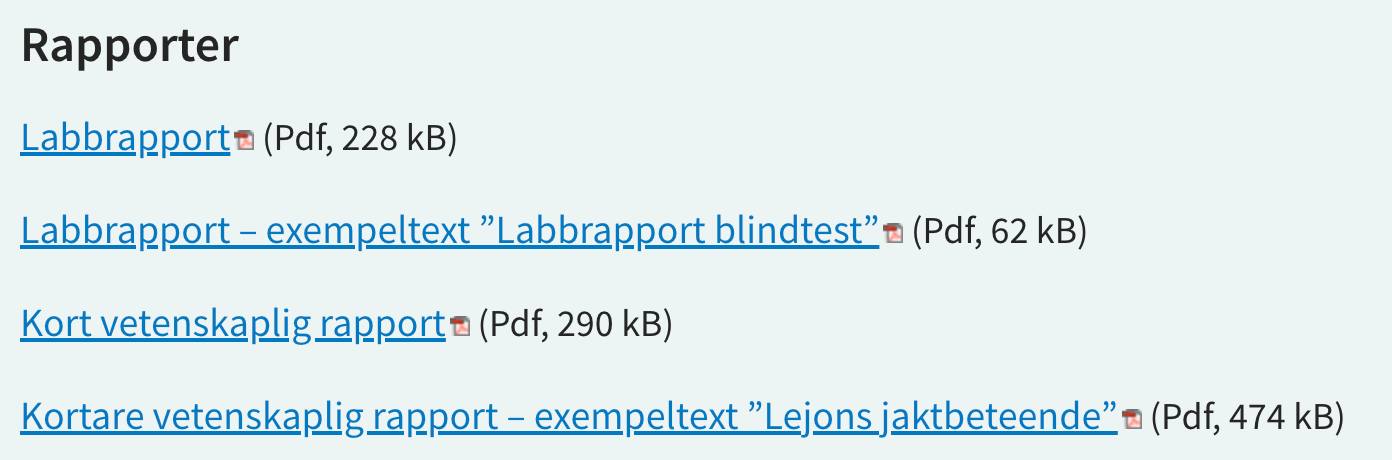 Rapporter
Labbrapport (Pdf, 228 kB)
Labbrapport – exempeltext ”Labbrapport blindtest” (Pdf, 62 kB)
Kort vetenskaplig rapport (Pdf, 290 kB)
Kortare vetenskaplig rapport – exempeltext ”Lejons jaktbeteende” (Pdf, 474 kB)